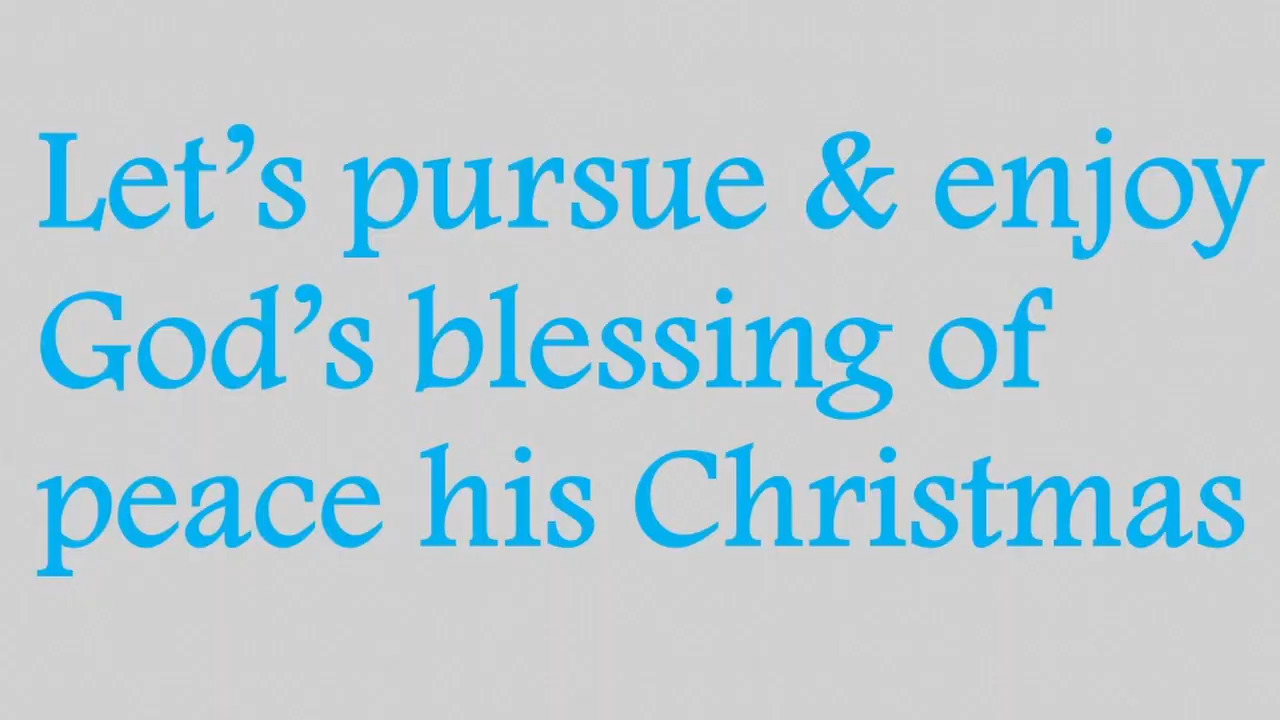 Let’s pursue & enjoy
God’s blessing of
peace his Christmas